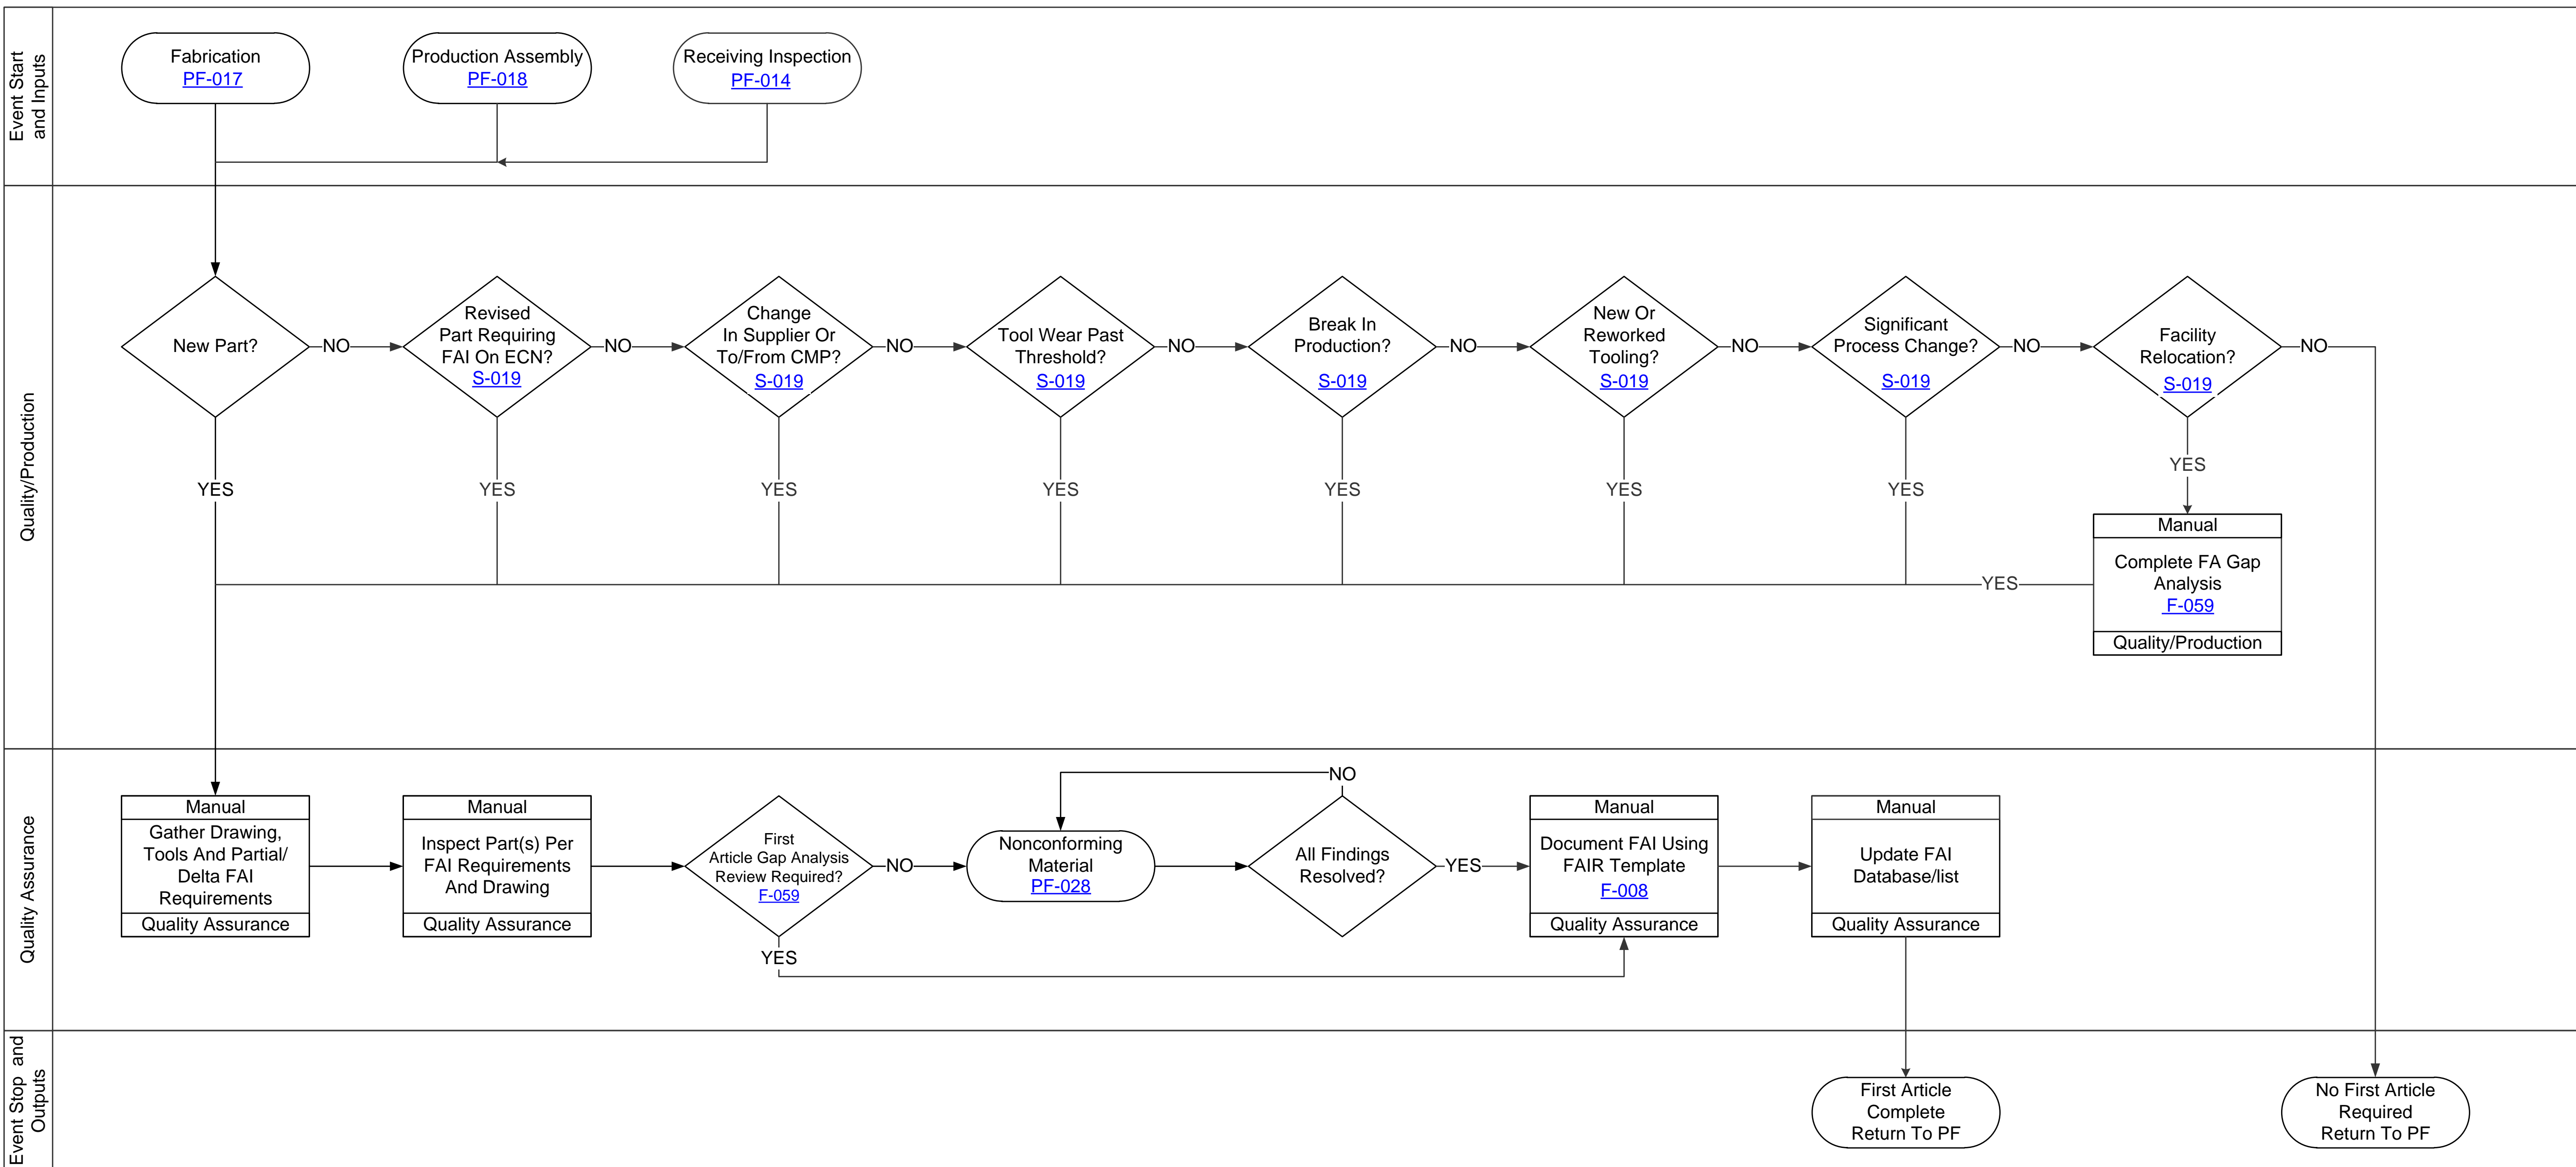 Event Start
and Inputs
Fabrication
PF-017
Production Assembly
PF-018
Receiving Inspection
PF-014
Quality/Production
New Part?
NO
Revised
Part Requiring
FAI On ECN?
S-019
NO
Change
In Supplier Or
To/From CMP?
S-019
NO
Tool Wear Past
Threshold?
S-019
NO
Break In
Production?
S-019
NO
New Or
Reworked
Tooling?
S-019
NO
Significant
Process Change?
S-019
NO
Facility
Relocation?
S-019
NO
YES
YES
YES
YES
YES
YES
YES
YES
Manual
Complete FA Gap
Analysis
F-059
Quality/Production
YES
Quality Assurance
Manual
Gather Drawing,
Tools And Partial/
Delta FAI
Requirements
Quality Assurance
Manual
Inspect Part(s) Per
FAI Requirements
And Drawing
Quality Assurance
First
Article Gap Analysis
Review Required?
F-059
NO
YES
Nonconforming
Material
PF-028
NO
All Findings
Resolved?
YES
Manual
Document FAI Using
FAIR Template
F-008
Quality Assurance
Manual
Update FAI
Database/list
Quality Assurance
Event Stop and
Outputs
First Article
Complete
Return To PF
No First Article
Required
Return To PF